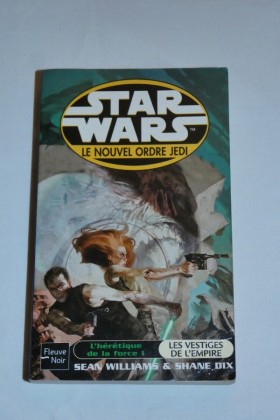 STAR
WARS™
LE NOUVEL ORDRE JEDI
L'hérétique
de la force 1
LES VESTIGES
DE L'EMPIRE
Fleuve
Noir
SEAN WILLIAMS & SHANE DIX